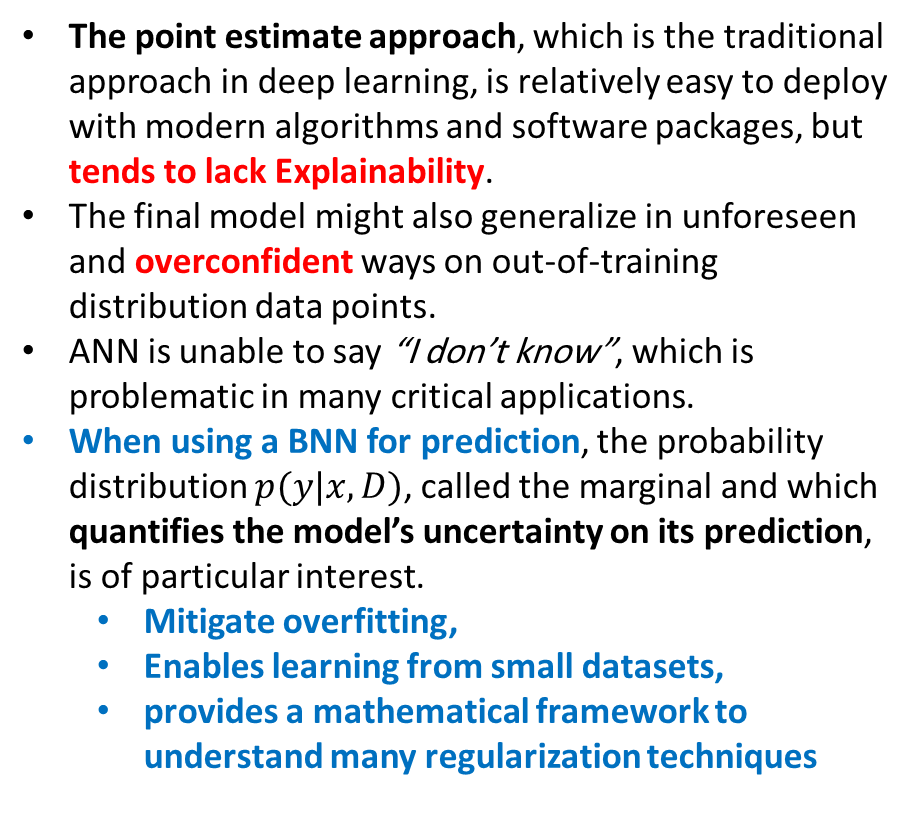 • The point estimate approach, which is the traditional
approach in deep learning, is relatively easy to deploy
with modern algorithms and software packages, but
tends to lack Explainability.
• The final model might also generalize in unforeseen
and overconfident ways on out-of-training
distribution data points.
• ANN is unable to say “I don’t know”, which is
problematic in many critical applications.
• When using a BNN for prediction, the probability
distribution p(y|x, D), called the marginal and which
quantifies the model’s uncertainty on its prediction,
is of particular interest.
• Mitigate overfitting,
• Enables learning from small datasets,
• provides a mathematical framework to
understand many regularization techniques